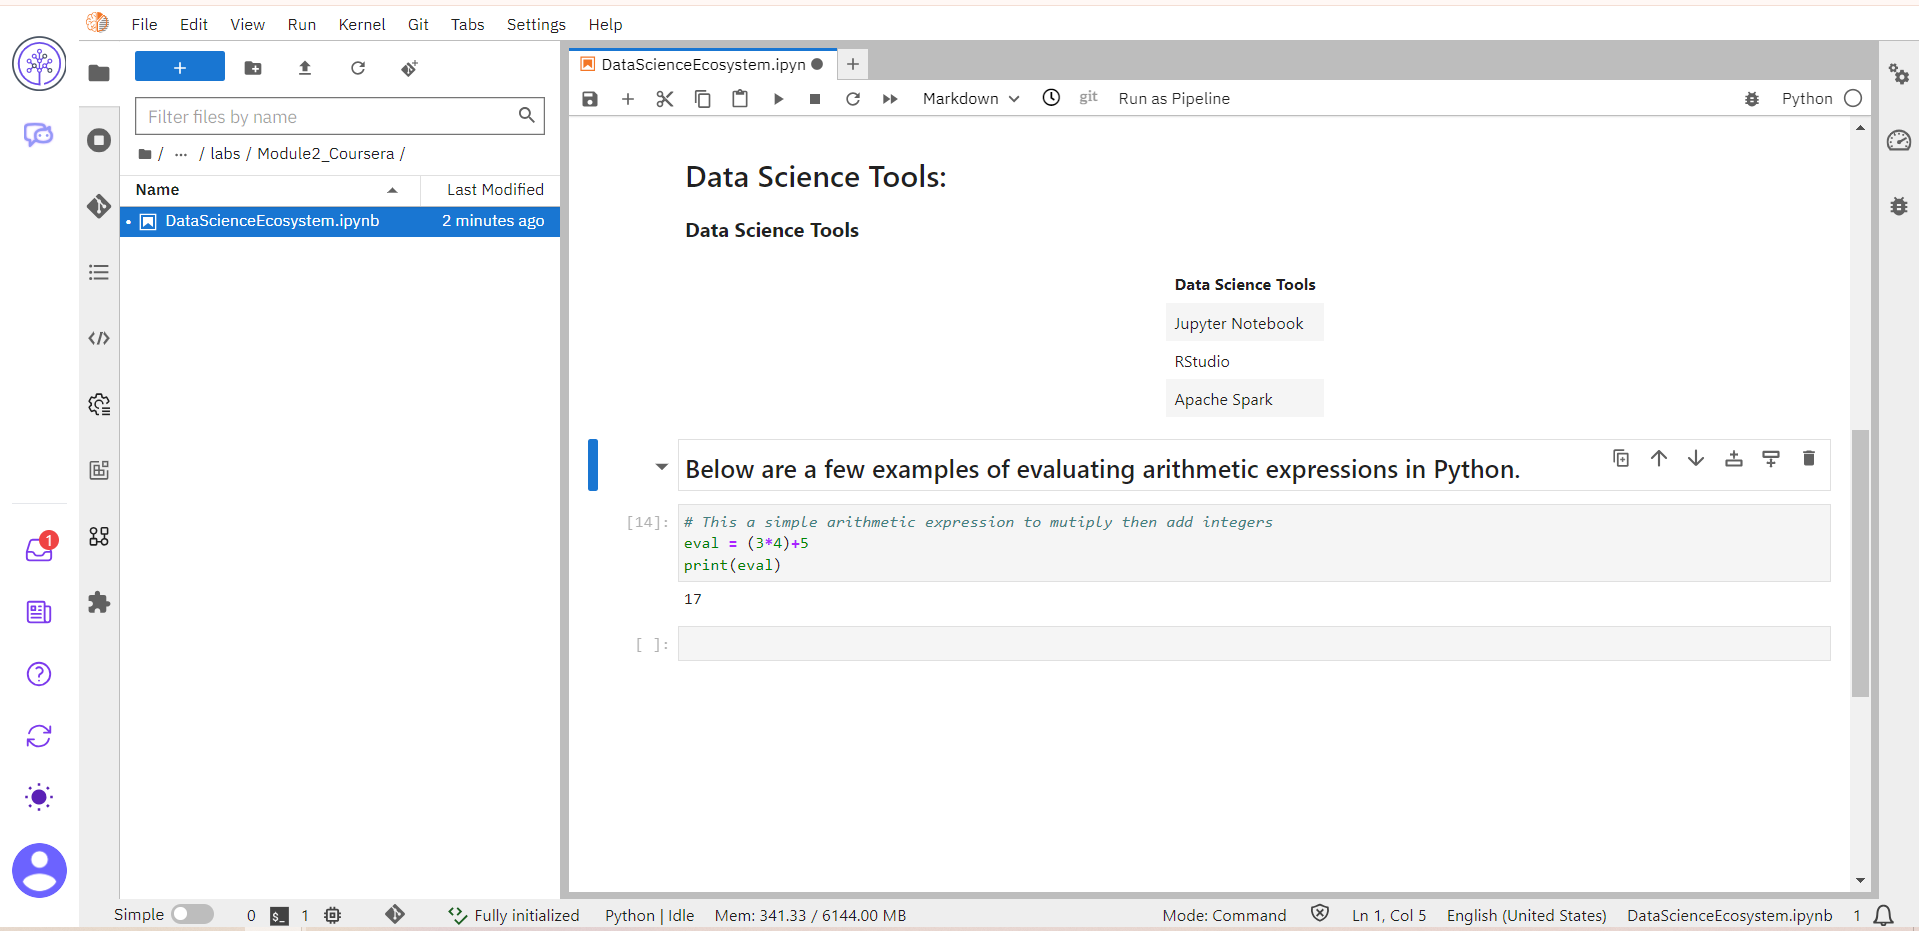 File Edit View Run Kernel Git Tabs Settings Help
+
Filter files by name
/ ... / labs / Module2_Coursera /
Name Last Modified
DataScienceEcosystem.ipynb 2 minutes ago
DataScienceEcosystem.ipyn
Markdown git Run as Pipeline Python
Data Science Tools:
Data Science Tools
Data Science Tools
Jupyter Notebook
RStudio
Apache Spark
Below are a few examples of evaluating arithmetic expressions in Python.
[14]: # This a simple arithmetic expression to mutiply then add integers
eval = (3*4)+5
print(eval)
17
[ ]:
1
Simple 0 $_ 1 Fully initialized Python | Idle Mem: 341.33 / 6144.00 MB Mode: Command Ln 1, Col 5 English (United States) DataScienceEcosystem.ipynb 1